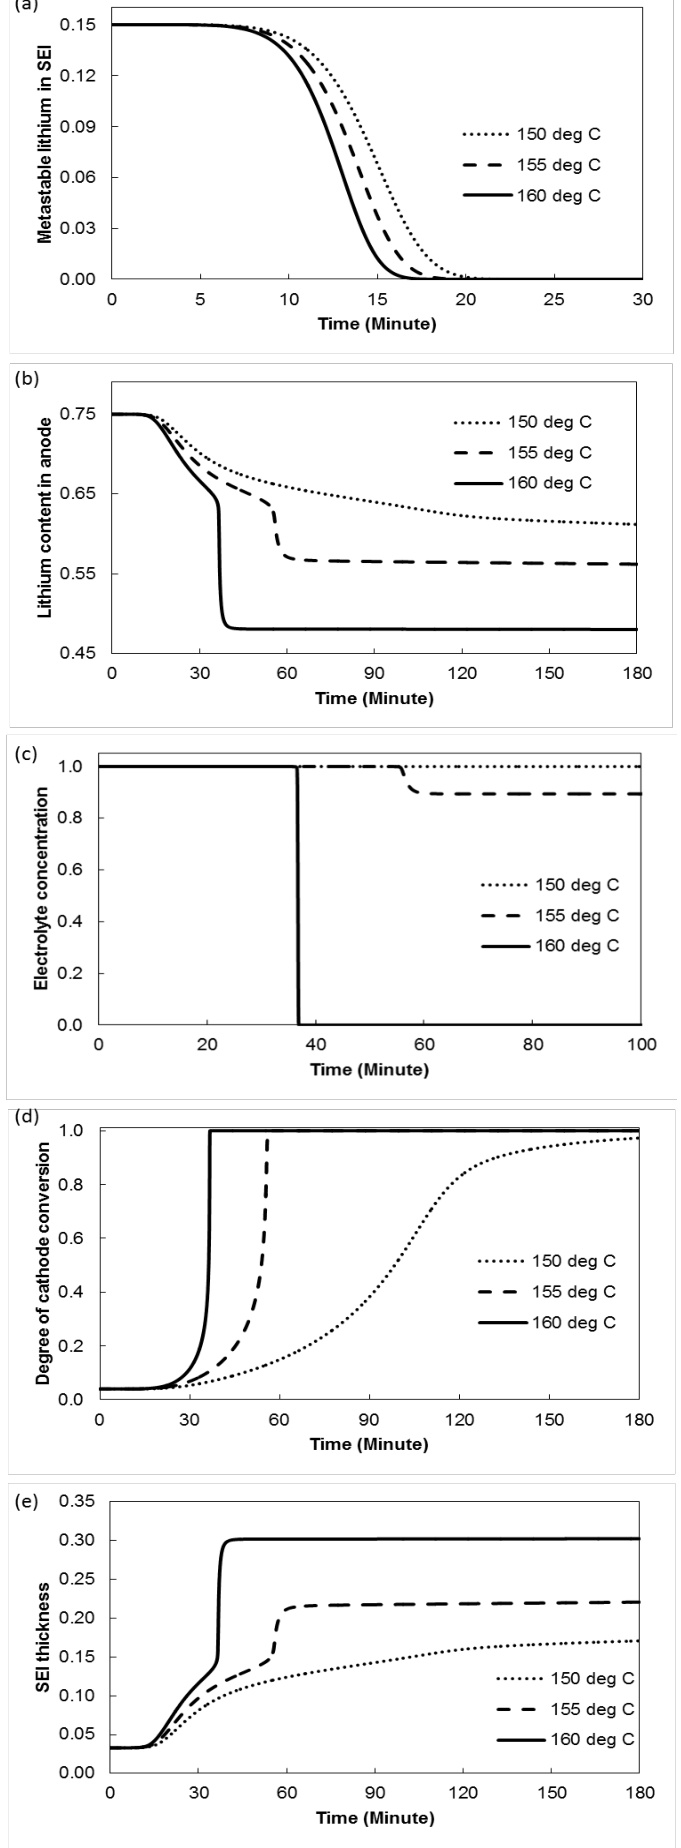 (a)
Metastable lithium in SEI
0.15
0.12
0.09
0.06
0.03
0.00
150 deg C
155 deg C
160 deg C
0 5 10 15 20 25 30
Time (Minute)
(b)
Lithium content in anode
0.75
0.65
0.55
0.45
150 deg C
155 deg C
160 deg C
0 30 60 90 120 150 180
Time (Minute)
(c)
Electrolyte concentration
1.0
0.8
0.6
0.4
0.2
0.0
150 deg C
155 deg C
160 deg C
0 20 40 60 80 100
Time (Minute)
(d)
Degree of cathode conversion
1.0
0.8
0.6
0.4
0.2
0.0
150 deg C
155 deg C
160 deg C
0 30 60 90 120 150 180
Time (Minute)
(e)
SEI thickness
0.35
0.30
0.25
0.20
0.15
0.10
0.05
0.00
150 deg C
155 deg C
160 deg C
0 30 60 90 120 150 180
Time (Minute)